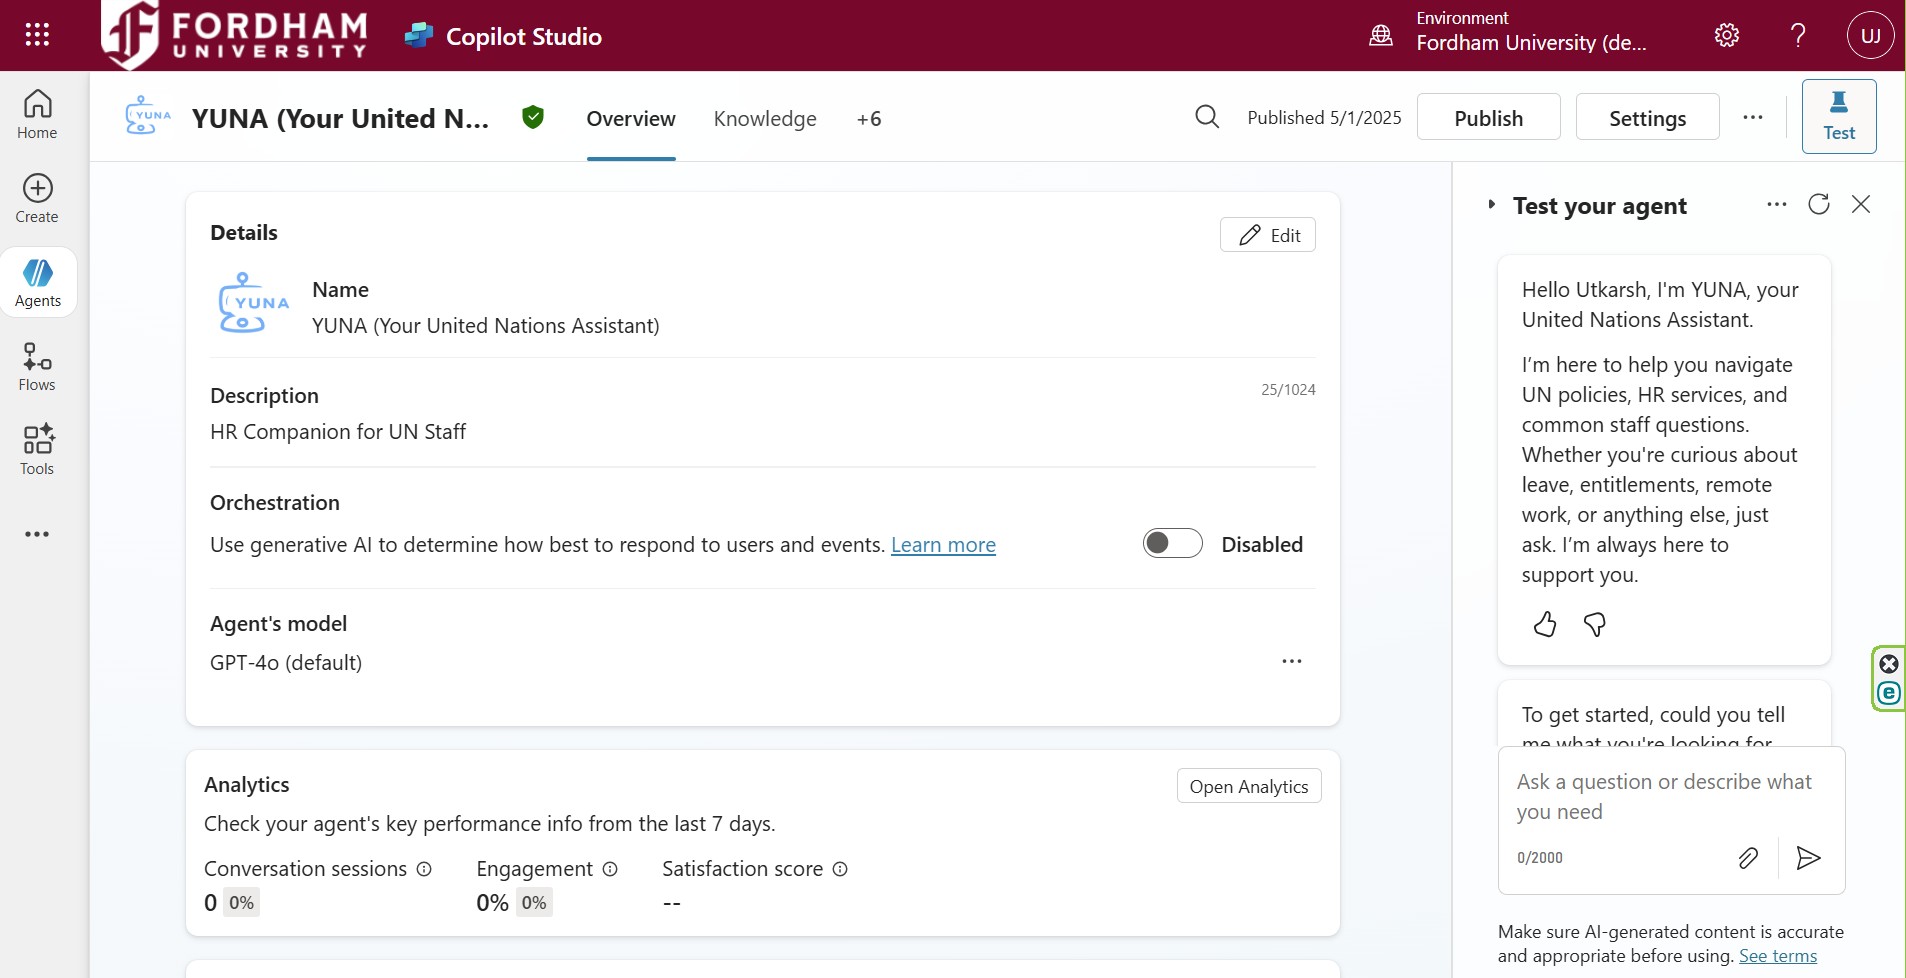 FORDHAM
UNIVERSITY
Copilot Studio
Environment
Fordham University (de...
?
UJ
Home
Create
Agents
Flows
Tools
YUNA
YUNA (Your United N...
Overview
Knowledge
+6
Published 5/1/2025
Publish
Settings
Test
Details
Edit
YUNA
Name
YUNA (Your United Nations Assistant)
Description
25/1024
HR Companion for UN Staff
Orchestration
Use generative AI to determine how best to respond to users and events. Learn more
Disabled
Agent's model
GPT-4o (default)
Analytics
Open Analytics
Check your agent's key performance info from the last 7 days.
Conversation sessions
Engagement
Satisfaction score
0 0%
0% 0%
--
Test your agent
Hello Utkarsh, I'm YUNA, your
United Nations Assistant.
I’m here to help you navigate
UN policies, HR services, and
common staff questions.
Whether you're curious about
leave, entitlements, remote
work, or anything else, just
ask. I’m always here to
support you.
To get started, could you tell
me what you're looking for
Ask a question or describe what
you need
0/2000
Make sure AI-generated content is accurate
and appropriate before using. See terms
e